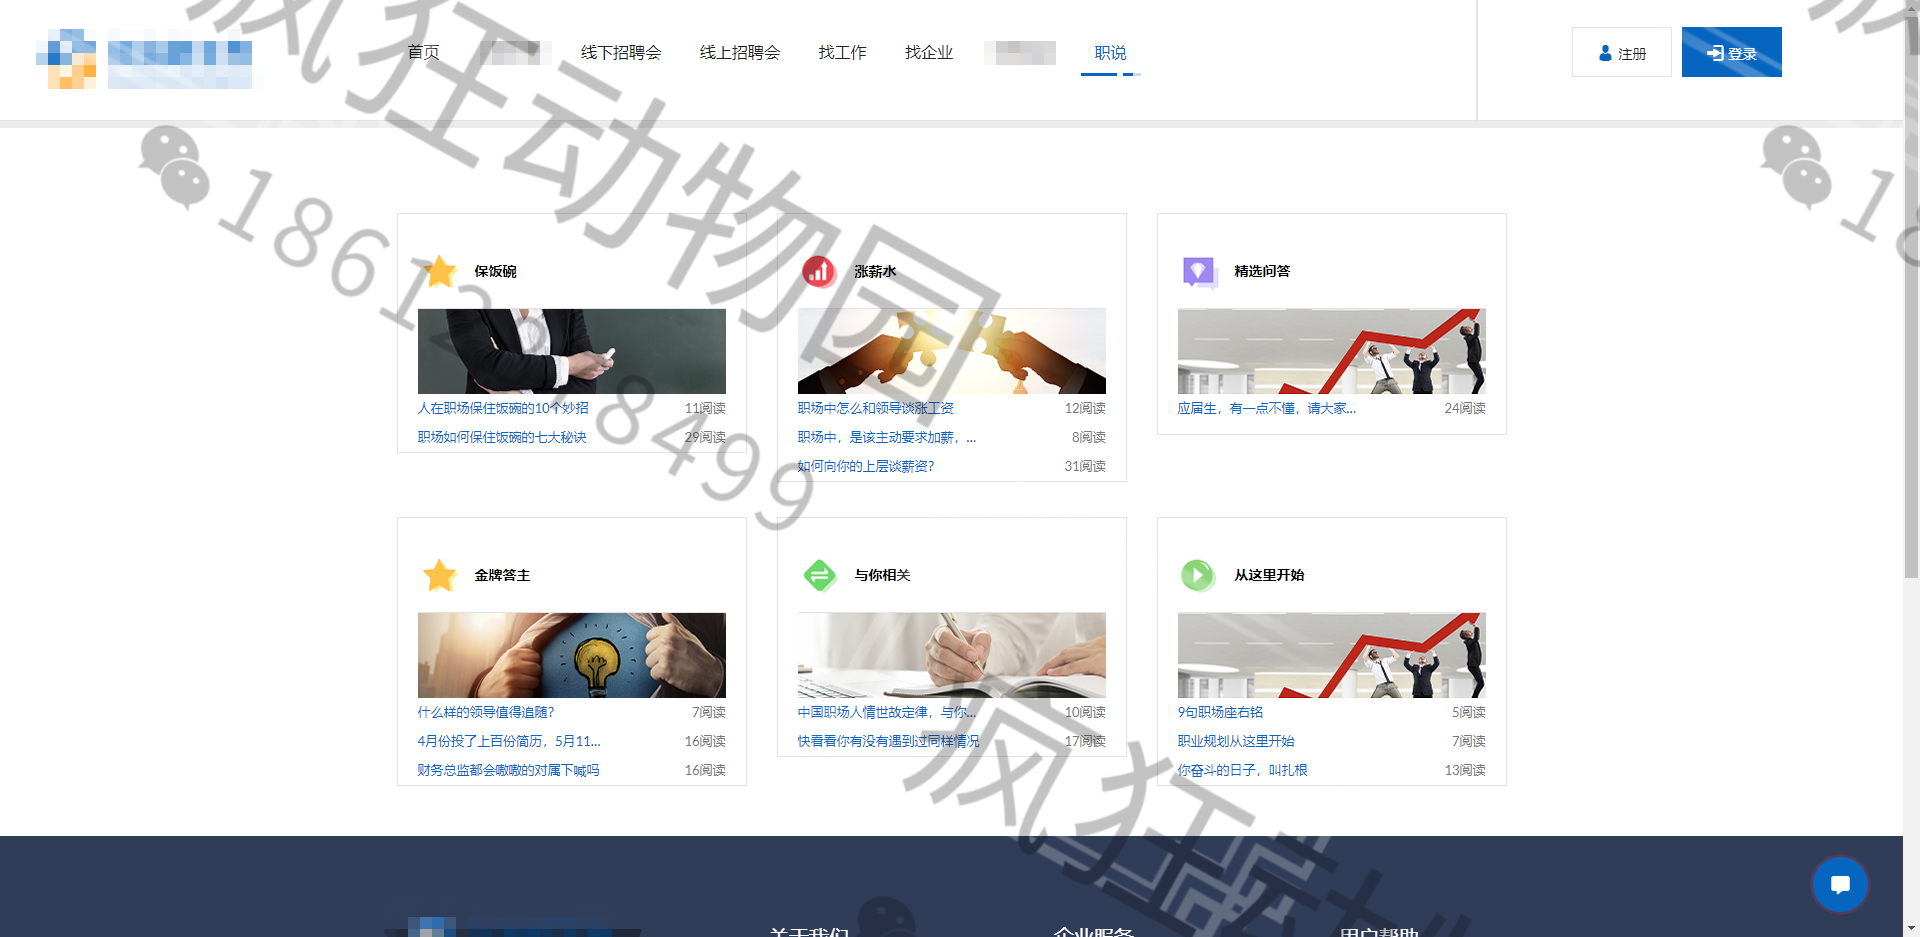 首页
线下招聘会
线上招聘会
找工作
找企业
职说
注册
登录
疯狂动物园
保饭碗
人在职场保住饭碗的10个妙招
11阅读
职场如何保住饭碗的七大秘诀
29阅读
涨薪水
职场中怎么和领导谈涨工资
12阅读
职场中，是该主动要求加薪，...
8阅读
如何向你的上层谈薪资？
31阅读
精选问答
应届生，有一点不懂，请大家...
24阅读
金牌答主
什么样的领导值得追随？
7阅读
4月份投了上百份简历，5月11...
16阅读
财务总监都会嗷嗷的对属下喊吗
16阅读
与你相关
中国职场人情世故定律，与你...
10阅读
快看看你有没有遇到过同样情况
17阅读
从这里开始
9句职场座右铭
5阅读
职业规划从这里开始
7阅读
你奋斗的日子，叫扎根
13阅读
疯狂动物
关于我们
企业服务
用户帮助